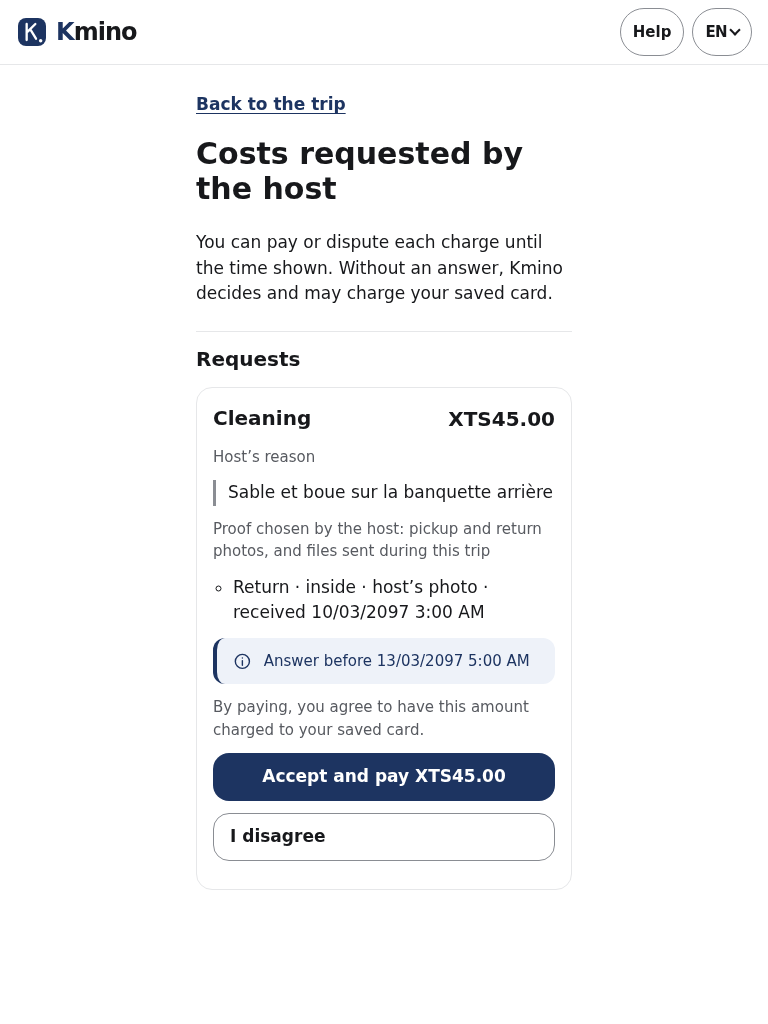 Kmino
Help
EN
Back to the trip
Costs requested by
the host
You can pay or dispute each charge until
the time shown. Without an answer, Kmino
decides and may charge your saved card.
Requests
Cleaning XTS45.00
Host’s reason
Sable et boue sur la banquette arrière
Proof chosen by the host: pickup and return
photos, and files sent during this trip
Return · inside · host’s photo ·
received 10/03/2097 3:00 AM
Answer before 13/03/2097 5:00 AM
By paying, you agree to have this amount
charged to your saved card.
Accept and pay XTS45.00
I disagree